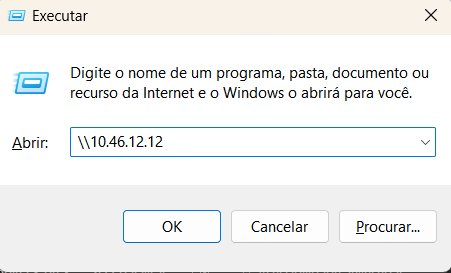 Executar
Digite o nome de um programa, pasta, documento ou
recurso da Internet e o Windows o abrirá para você.
Abrir: \\10.46.12.12
OK Cancelar Procurar...